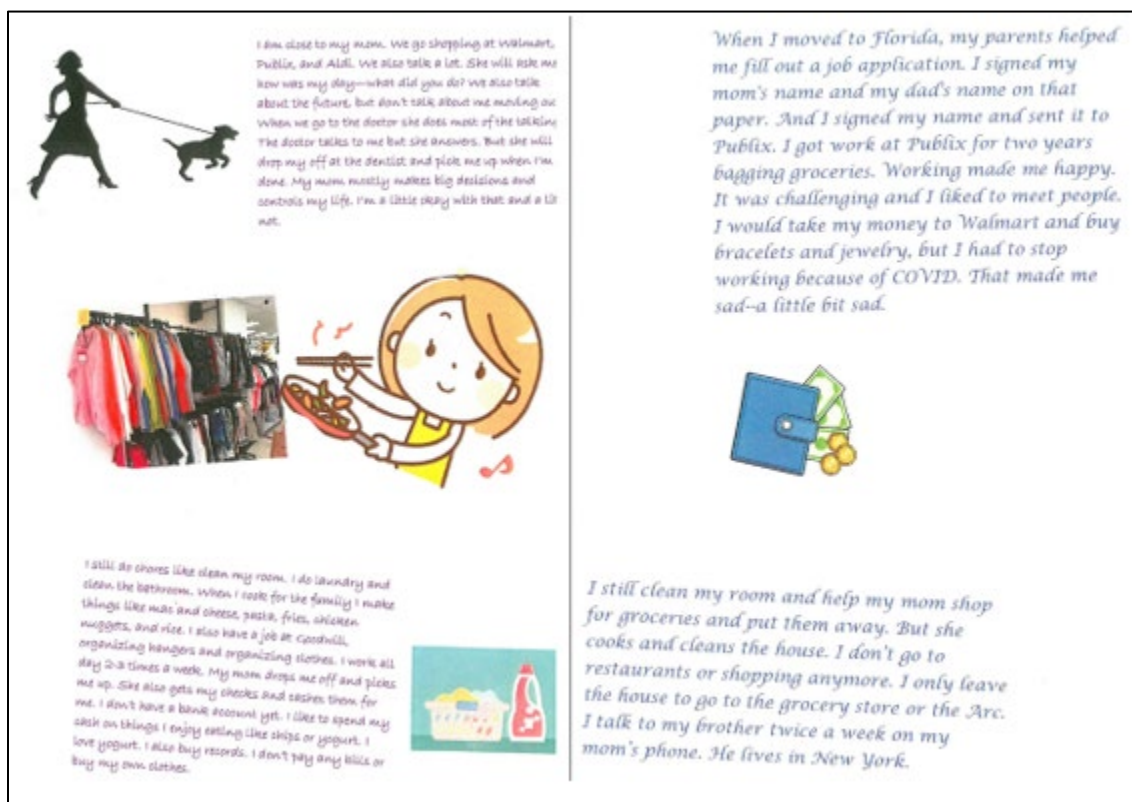 I am close to my mom. We go shopping at Walmart,
Publix, and Aldi. We also talk a lot. She will ask me
how was my day—what did you do? We also talk
about the future, but don't talk about me moving ou
When we go to the doctor she does most of the talking
The doctor talks to me but she answers. But she will
drop my off at the dentist and pick me up when I'm
done. My mom mostly makes big decisions and
controls my life. I'm a little okay with that and a lit
not.
I still do chores like clean my room. I do laundry and
clean the bathroom. When I cook for the family I make
things like mac and cheese, pasta, fries, chicken
nuggets, and rice. I also have a job at Goodwill,
organizing hangers and organizing clothes. I work all
day 2-3 times a week. My mom drops me off and picks
me up. She also gets my checks and cashes them for
me. I don't have a bank account yet. I like to spend my
cash on things I enjoy eating like chips or yogurt. I
love yogurt. I also buy records. I don't pay any bills or
buy my own clothes.
When I moved to Florida, my parents helped
me fill out a job application. I signed my
mom's name and my dad's name on that
paper. And I signed my name and sent it to
Publix. I got work at Publix for two years
bagging groceries. Working made me happy.
It was challenging and I liked to meet people.
I would take my money to Walmart and buy
bracelets and jewelry, but I had to stop
working because of COVID. That made me
sad--a little bit sad.
I still clean my room and help my mom shop
for groceries and put them away. But she
cooks and cleans the house. I don't go to
restaurants or shopping anymore. I only leave
the house to go to the grocery store or the Arc.
I talk to my brother twice a week on my
mom's phone. He lives in New York.